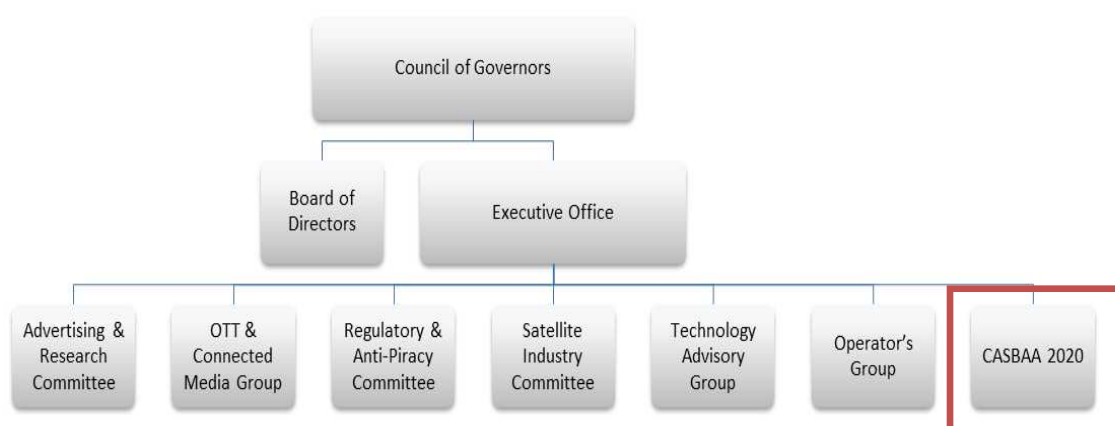 Council of Governors
Board of
Directors
Executive Office
Advertising &
Research
Committee
OTT &
Connected
Media Group
Regulatory &
Anti-Piracy
Committee
Satellite
Industry
Committee
Technology
Advisory
Group
Operator's
Group
CASBAA 2020